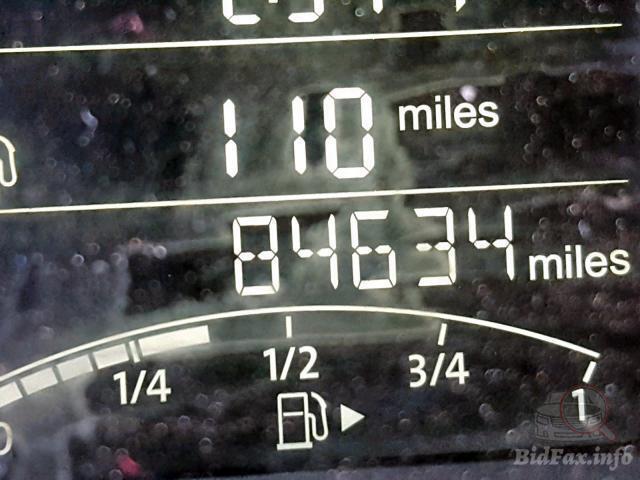 110 miles
84634 miles
1/4 1/2 3/4 1
BidFax.info